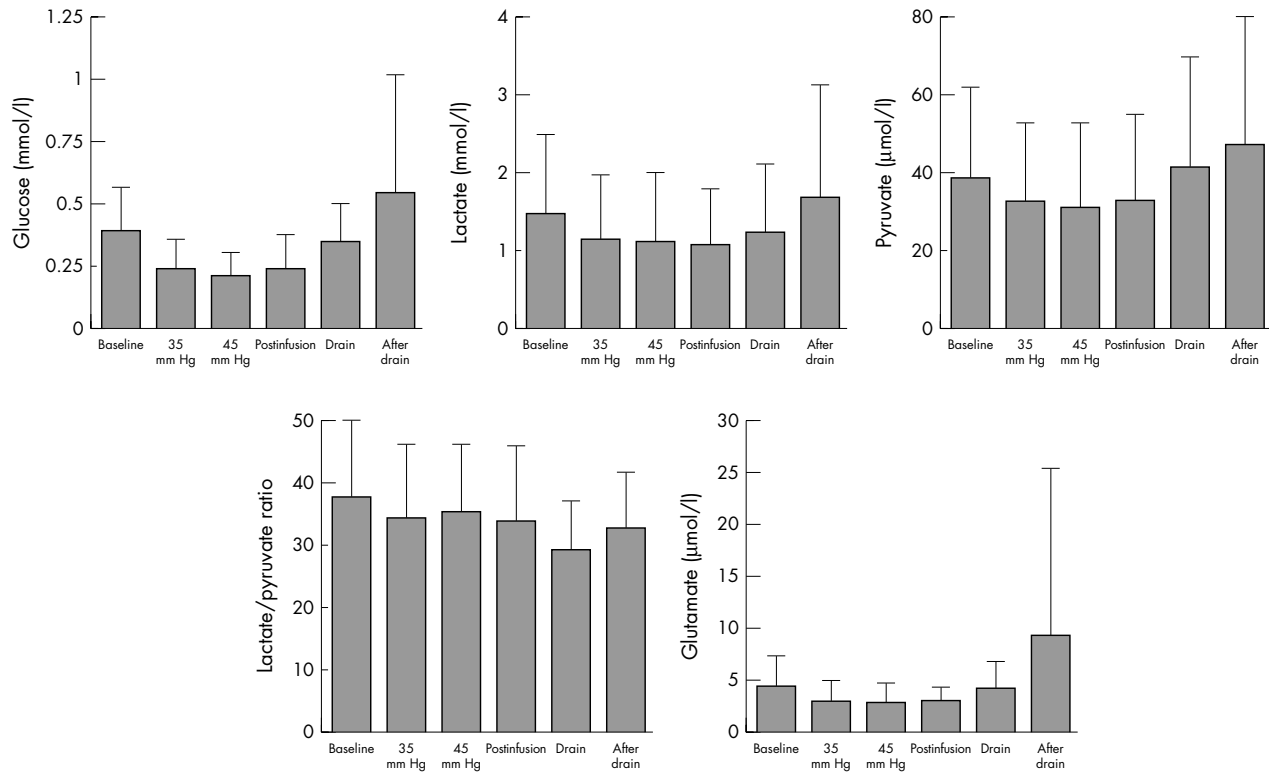 Glucose (mmol/l)
1.25
1
0.75
0.5
0.25
0
Baseline
35
mm Hg
45
mm Hg
Postinfusion
Drain
After
drain
Lactate (mmol/l)
4
3
2
1
0
Baseline
35
mm Hg
45
mm Hg
Postinfusion
Drain
After
drain
Pyruvate (µmol/l)
80
60
40
20
0
Baseline
35
mm Hg
45
mm Hg
Postinfusion
Drain
After
drain
Lactate/pyruvate ratio
50
40
30
20
10
0
Baseline
35
mm Hg
45
mm Hg
Postinfusion
Drain
After
drain
Glutamate (µmol/l)
30
25
20
15
10
5
0
Baseline
35
mm Hg
45
mm Hg
Postinfusion
Drain
After
drain